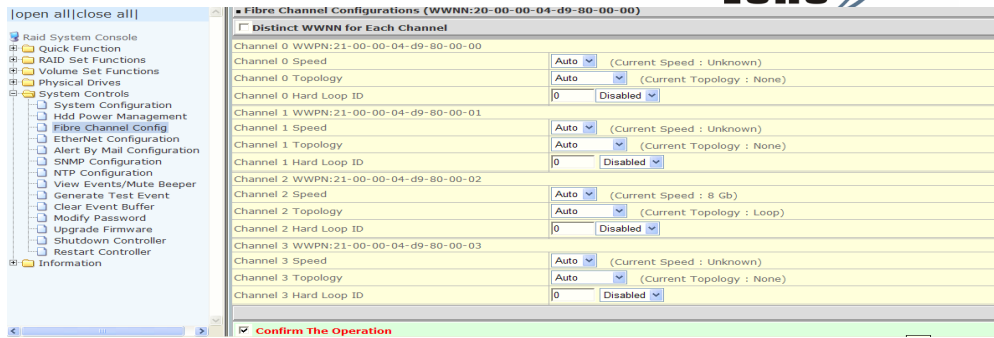 |open all|close all|
Raid System Console
Quick Function
RAID Set Functions
Volume Set Functions
Physical Drives
System Controls
System Configuration
Hdd Power Management
Fibre Channel Config
EtherNet Configuration
Alert By Mail Configuration
SNMP Configuration
NTP Configuration
View Events/Mute Beeper
Generate Test Event
Clear Event Buffer
Modify Password
Upgrade Firmware
Shutdown Controller
Restart Controller
Information
Fibre Channel Configurations (WWNN:20-00-00-04-d9-80-00-00)
Distinct WWNN for Each Channel
Channel 0 WWPN:21-00-00-04-d9-80-00-00
Channel 0 Speed Auto (Current Speed : Unknown)
Channel 0 Topology Auto (Current Topology : None)
Channel 0 Hard Loop ID 0 Disabled
Channel 1 WWPN:21-00-00-04-d9-80-00-01
Channel 1 Speed Auto (Current Speed : Unknown)
Channel 1 Topology Auto (Current Topology : None)
Channel 1 Hard Loop ID 0 Disabled
Channel 2 WWPN:21-00-00-04-d9-80-00-02
Channel 2 Speed Auto (Current Speed : 8 Gb)
Channel 2 Topology Auto (Current Topology : Loop)
Channel 2 Hard Loop ID 0 Disabled
Channel 3 WWPN:21-00-00-04-d9-80-00-03
Channel 3 Speed Auto (Current Speed : Unknown)
Channel 3 Topology Auto (Current Topology : None)
Channel 3 Hard Loop ID 0 Disabled
Confirm The Operation